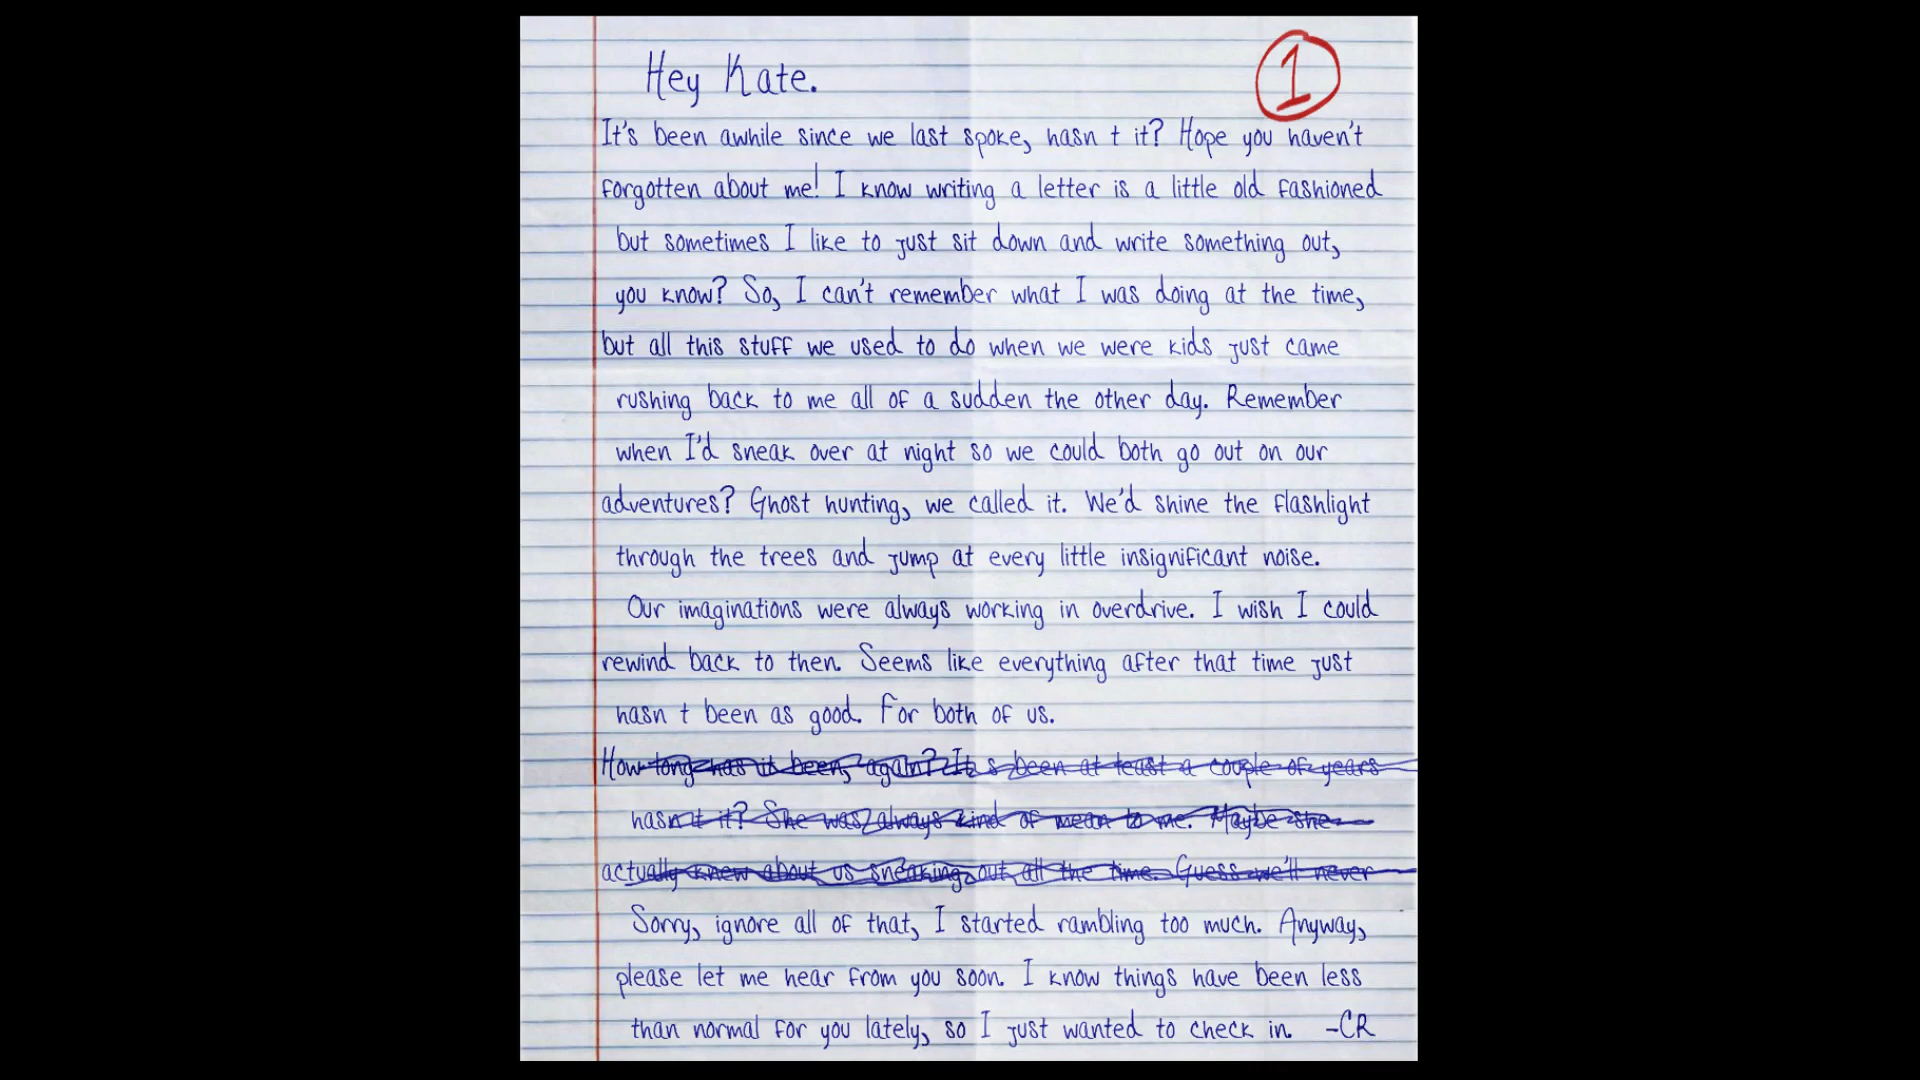 Hey Kate.
1
It's been awhile since we last spoke, hasn t it? Hope you haven't
forgotten about me! I know writing a letter is a little old fashioned
but sometimes I like to just sit down and write something out,
you know? So, I can't remember what I was doing at the time,
but all this stuff we used to do when we were kids just came
rushing back to me all of a sudden the other day. Remember
when I'd sneak over at night so we could both go out on our
adventures? Ghost hunting, we called it. We'd shine the flashlight
through the trees and jump at every little insignificant noise.
Our imaginations were always working in overdrive. I wish I could
rewind back to then. Seems like everything after that time just
hasn t been as good. For both of us.
How long has it been, again? It s been at least a couple of years
hasn t it? She was always kind of mean to me. Maybe she
actually knew about us sneaking out all the time. Guess we'll never
Sorry, ignore all of that, I started rambling too much. Anyway,
please let me hear from you soon. I know things have been less
than normal for you lately, so I just wanted to check in. -CR